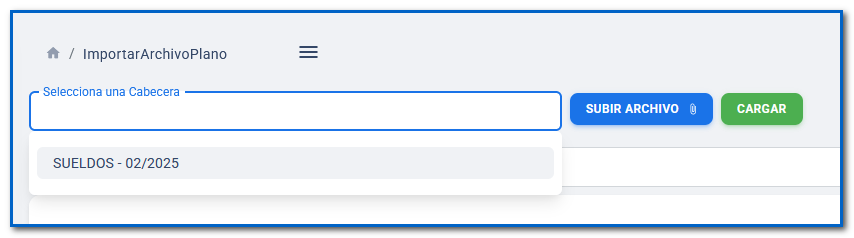 / ImportarArchivoPlano
Selecciona una Cabecera
SUBIR ARCHIVO
CARGAR
SUELDOS - 02/2025